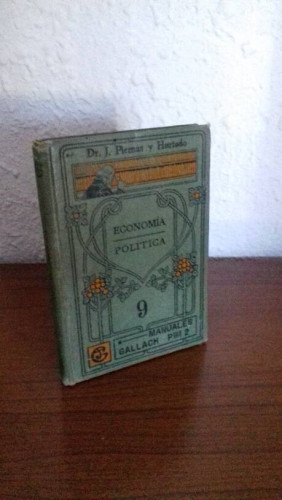 Dr. J. Piernas y Hurtado
ECONOMÍA
POLÍTICA
9
MANUALES
GALLACH